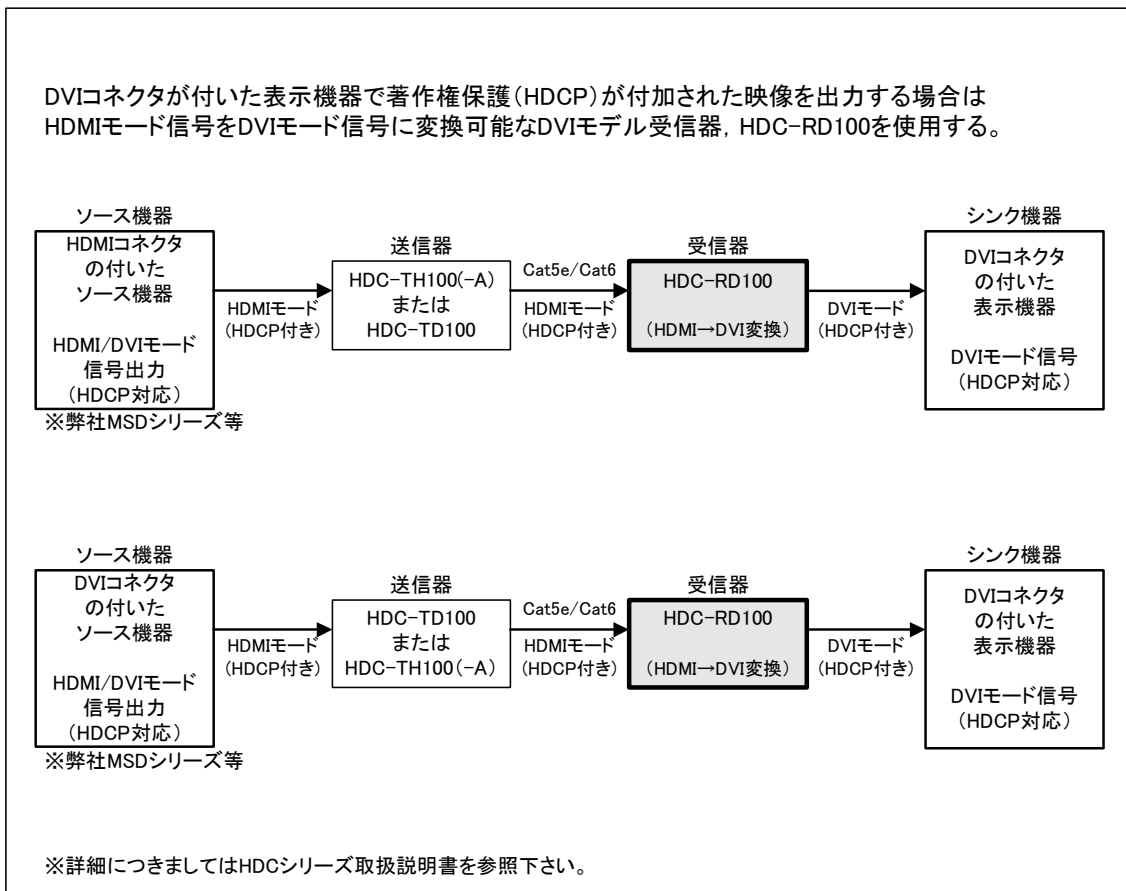 DVIコネクタが付いた表示機器で著作権保護(HDCP)が付加された映像を出力する場合は
HDMIモード信号をDVIモード信号に変換可能なDVIモデル受信器, HDC-RD100を使用する。
ソース機器
HDMIコネクタ
の付いた
ソース機器
HDMI/DVIモード
信号出力
(HDCP対応)
※弊社MSDシリーズ等
HDMIモード
(HDCP付き)
送信器
HDC-TH100(-A)
または
HDC-TD100
Cat5e/Cat6
HDMIモード
(HDCP付き)
受信器
HDC-RD100
(HDMI→DVI変換)
DVIモード
(HDCP付き)
シンク機器
DVIコネクタ
の付いた
表示機器
DVIモード信号
(HDCP対応)
ソース機器
DVIコネクタ
の付いた
ソース機器
HDMI/DVIモード
信号出力
(HDCP対応)
※弊社MSDシリーズ等
HDMIモード
(HDCP付き)
送信器
HDC-TD100
または
HDC-TH100(-A)
Cat5e/Cat6
HDMIモード
(HDCP付き)
受信器
HDC-RD100
(HDMI→DVI変換)
DVIモード
(HDCP付き)
シンク機器
DVIコネクタ
の付いた
表示機器
DVIモード信号
(HDCP対応)
※詳細につきましてはHDCシリーズ取扱説明書を参照下さい。